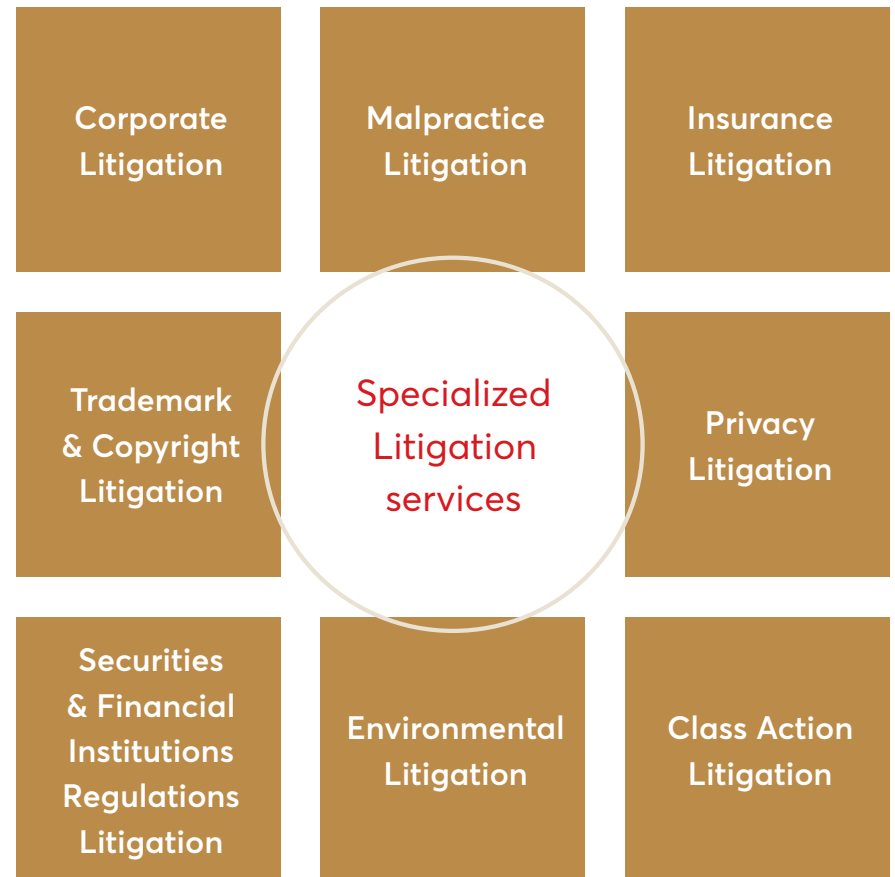 Corporate
Litigation
Malpractice
Litigation
Insurance
Litigation
Trademark
& Copyright
Litigation
Specialized
Litigation
services
Privacy
Litigation
Securities
& Financial
Institutions
Regulations
Litigation
Environmental
Litigation
Class Action
Litigation